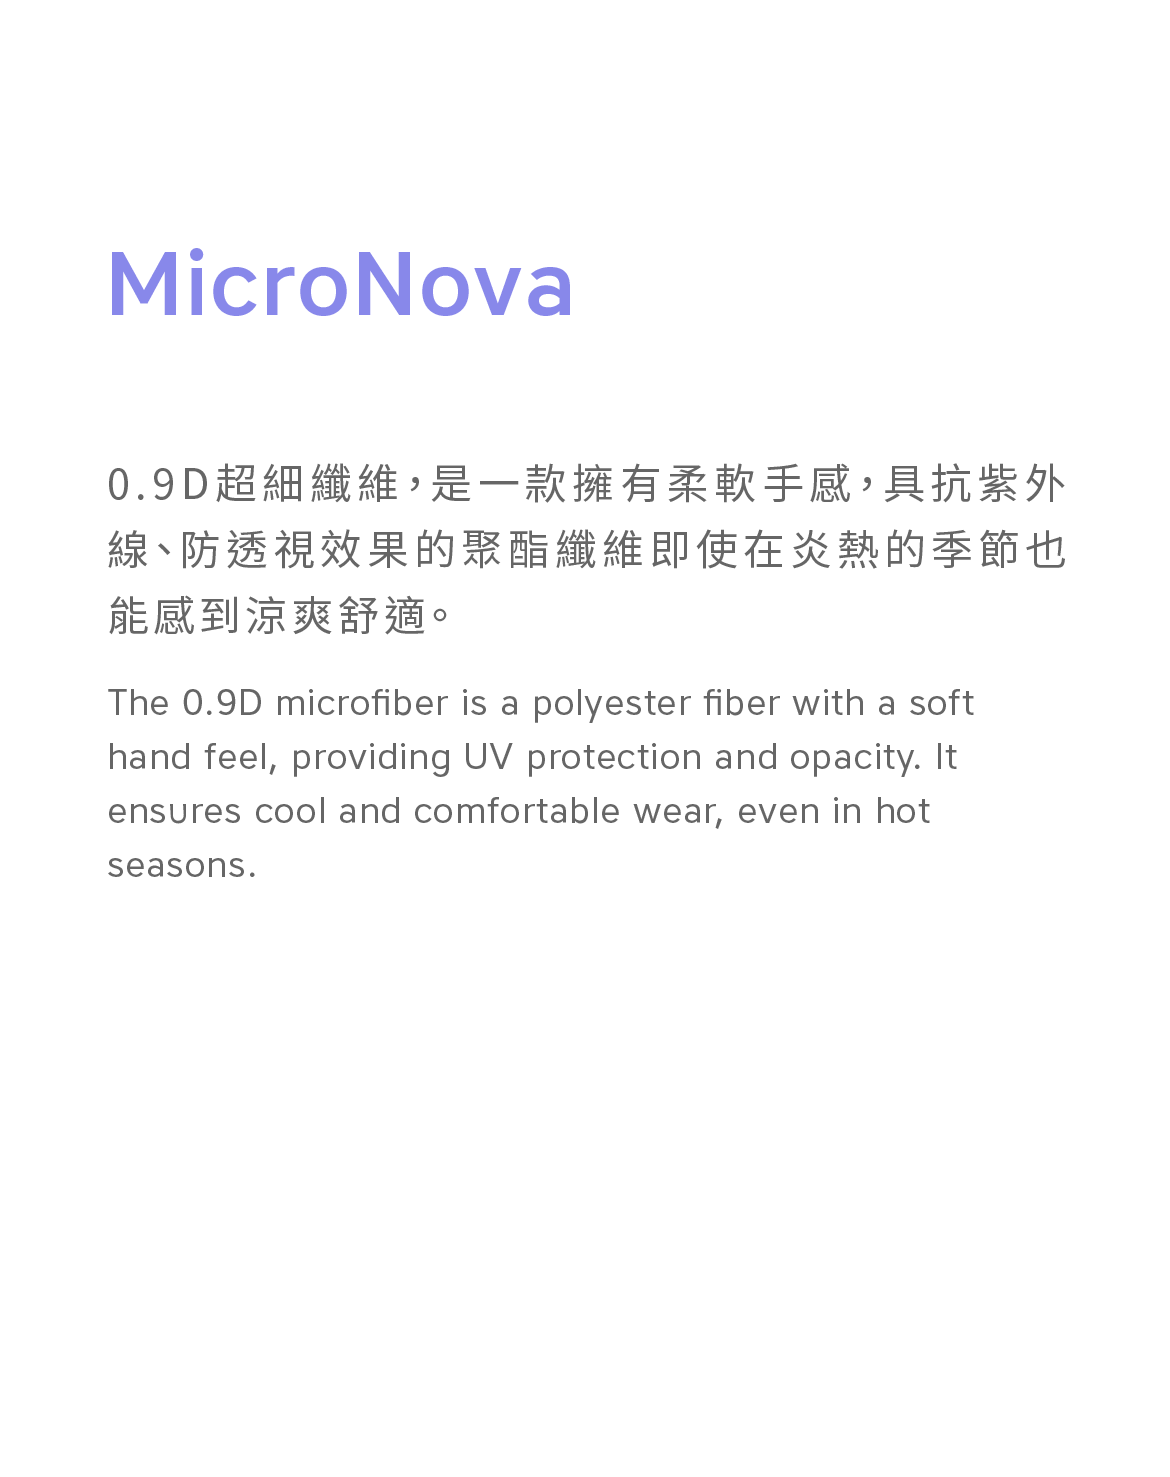 MicroNova
0.9D超細纖維，是一款擁有柔軟手感，具抗紫外
線、防透視效果的聚酯纖維即使在炎熱的季節也
能感到涼爽舒適。
The 0.9D microfiber is a polyester fiber with a soft
hand feel, providing UV protection and opacity. It
ensures cool and comfortable wear, even in hot
seasons.